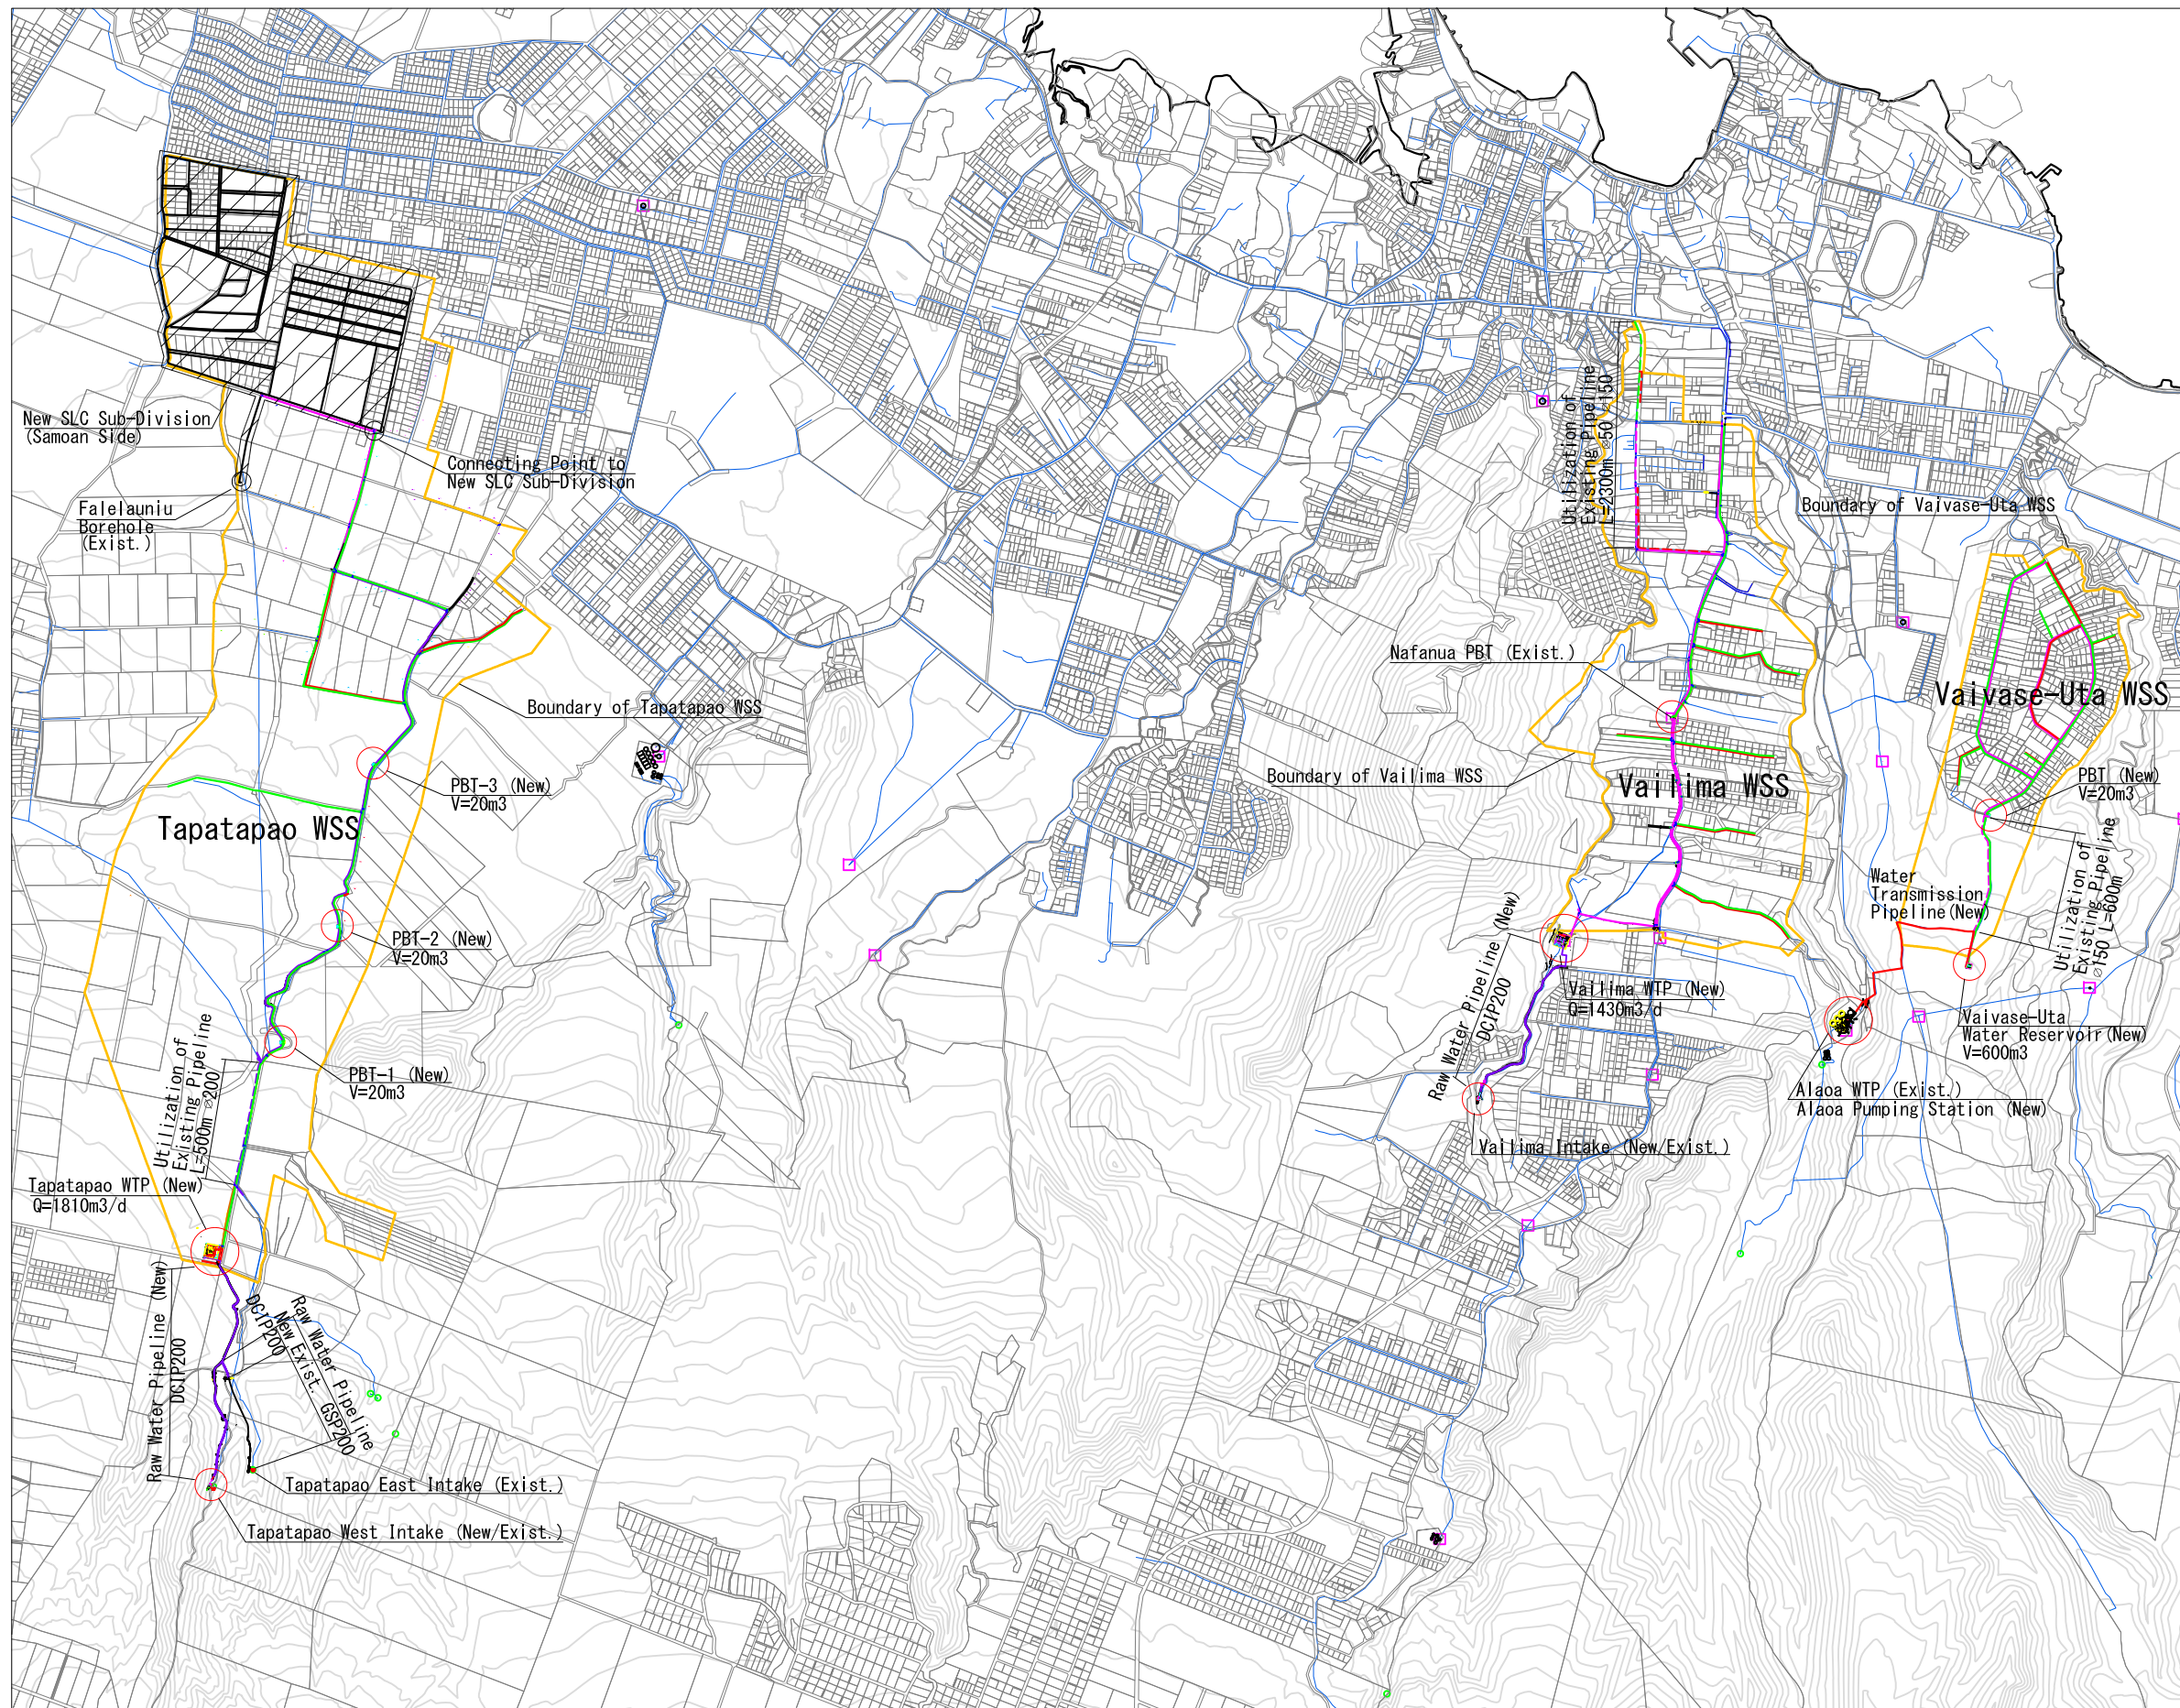 New SLC Sub-Division
(Samoan Side)
Connecting Point to
New SLC Sub-Division
Falelauniu
Borehole
(Exist.)
Boundary of Tapatapao WSS
PBT-3 (New)
V=20m3
Tapatapao WSS
PBT-2 (New)
V=20m3
PBT-1 (New)
V=20m3
Utilization of
Existing Pipeline
L=500m ⌀200
Tapatapao WTP (New)
Q=1810m3/d
Raw Water Pipeline (New)
DCIP200
Raw Water Pipeline
New Exist. GSP200
DCIP200
Tapatapao East Intake (Exist.)
Tapatapao West Intake (New/Exist.)
Utilization of
Existing Pipeline
L=2300m ⌀50-⌀150
Nafanua PBT (Exist.)
Boundary of Vailima WSS
Vailima WSS
Raw Water Pipeline (New)
DCIP200
Vailima WTP (New)
Q=1430m3/d
Vailima Intake (New/Exist.)
Boundary of Vaivase-Uta WSS
Vaivase-Uta WSS
PBT (New)
V=20m3
Water
Transmission
Pipeline(New)
Utilization of
Existing Pipeline
⌀150 L=600m
Vaivase-Uta
Water Reservoir(New)
V=600m3
Alaoa WTP (Exist.)
Alaoa Pumping Station (New)